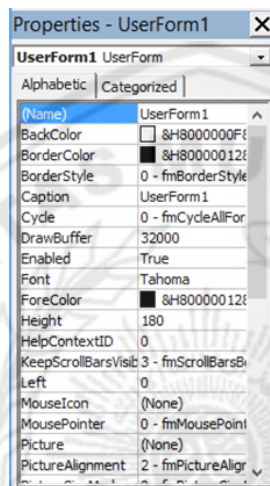 Properties - UserForm1 X
UserForm1 UserForm
Alphabetic Categorized
(Name) UserForm1
BackColor &H8000000F&
BorderColor &H80000012&
BorderStyle 0 - fmBorderStyle
Caption UserForm1
Cycle 0 - fmCycleAllFor
DrawBuffer 32000
Enabled True
Font Tahoma
ForeColor &H80000012&
Height 180
HelpContextID 0
KeepScrollBarsVisib 3 - fmScrollBarsB
Left 0
MouseIcon (None)
MousePointer 0 - fmMousePoint
Picture (None)
PictureAlignment 2 - fmPictureAligr